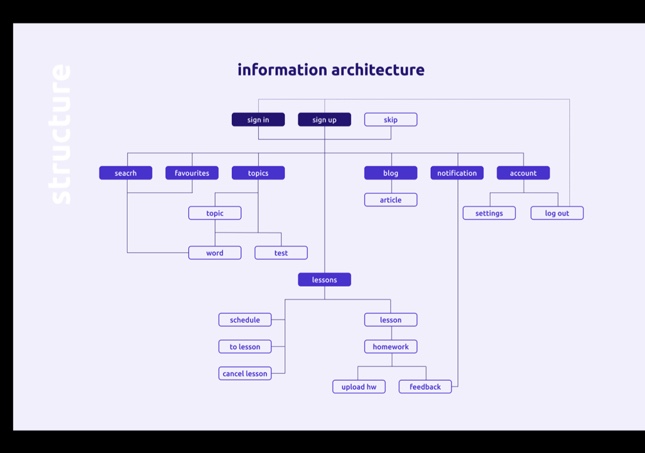 structure
information architecture
sign in
sign up
skip
seacrh
favourites
topics
blog
notification
account
article
topic
settings
log out
word
test
lessons
schedule
lesson
to lesson
homework
cancel lesson
upload hw
feedback